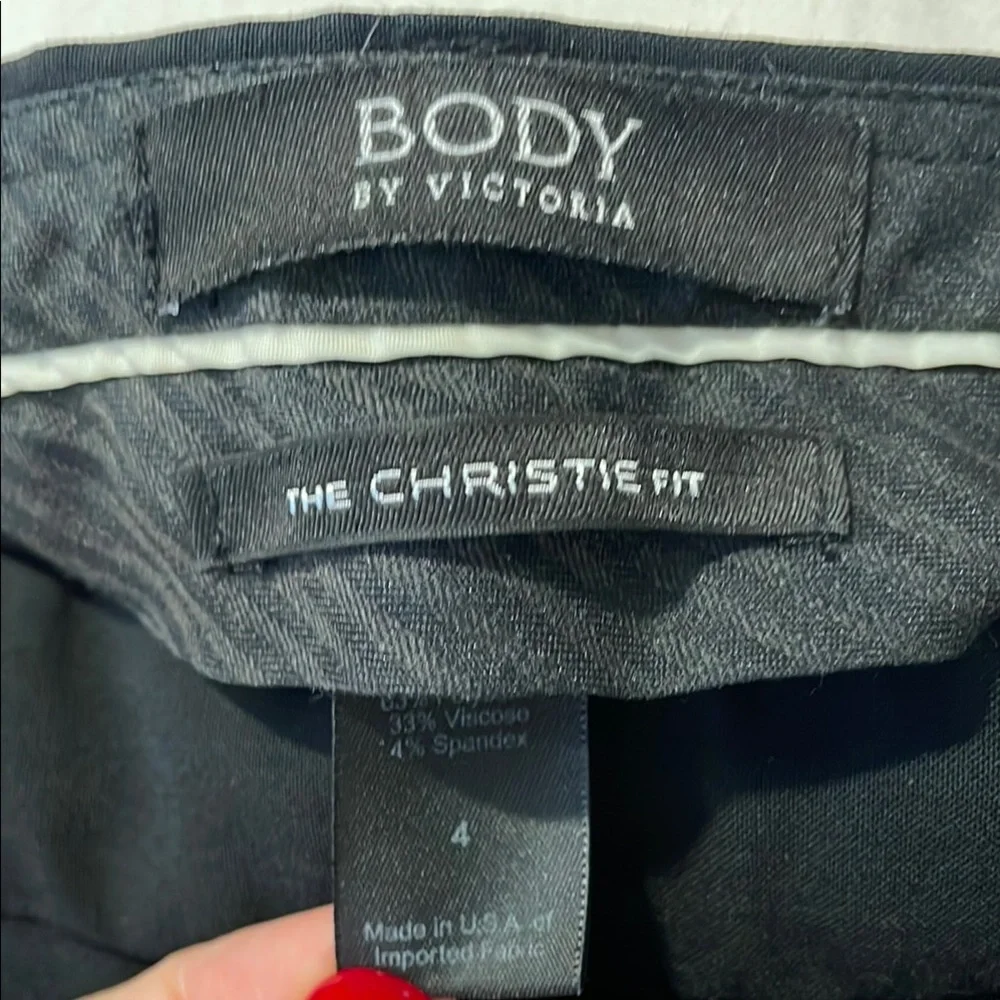 BODY
BY VICTORIA
THE CHRISTIE FIT
33% Viscose
4% Spandex
4
Made in U.S.A. of
Imported Fabric